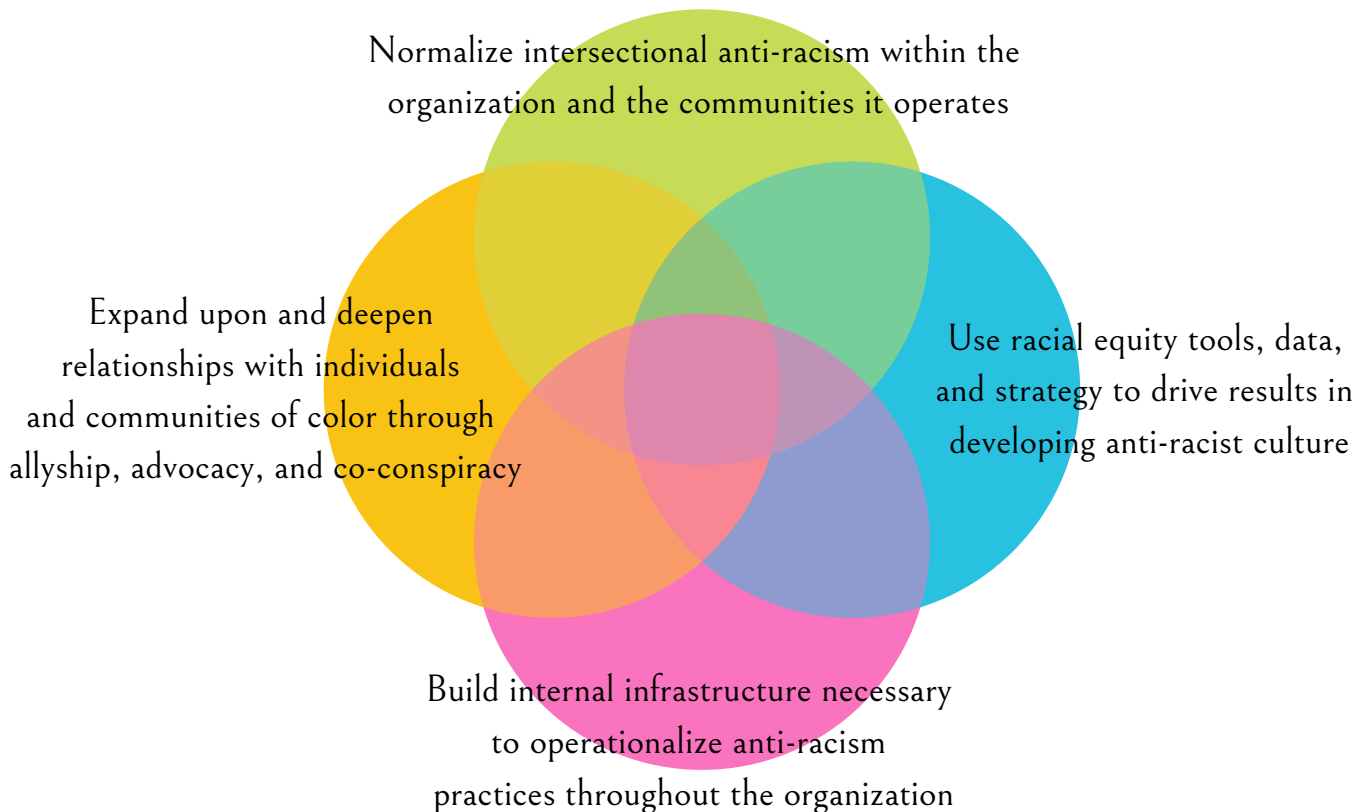 Normalize intersectional anti-racism within the
organization and the communities it operates
Expand upon and deepen
relationships with individuals
and communities of color through
allyship, advocacy, and co-conspiracy
Use racial equity tools, data,
and strategy to drive results in
developing anti-racist culture
Build internal infrastructure necessary
to operationalize anti-racism
practices throughout the organization